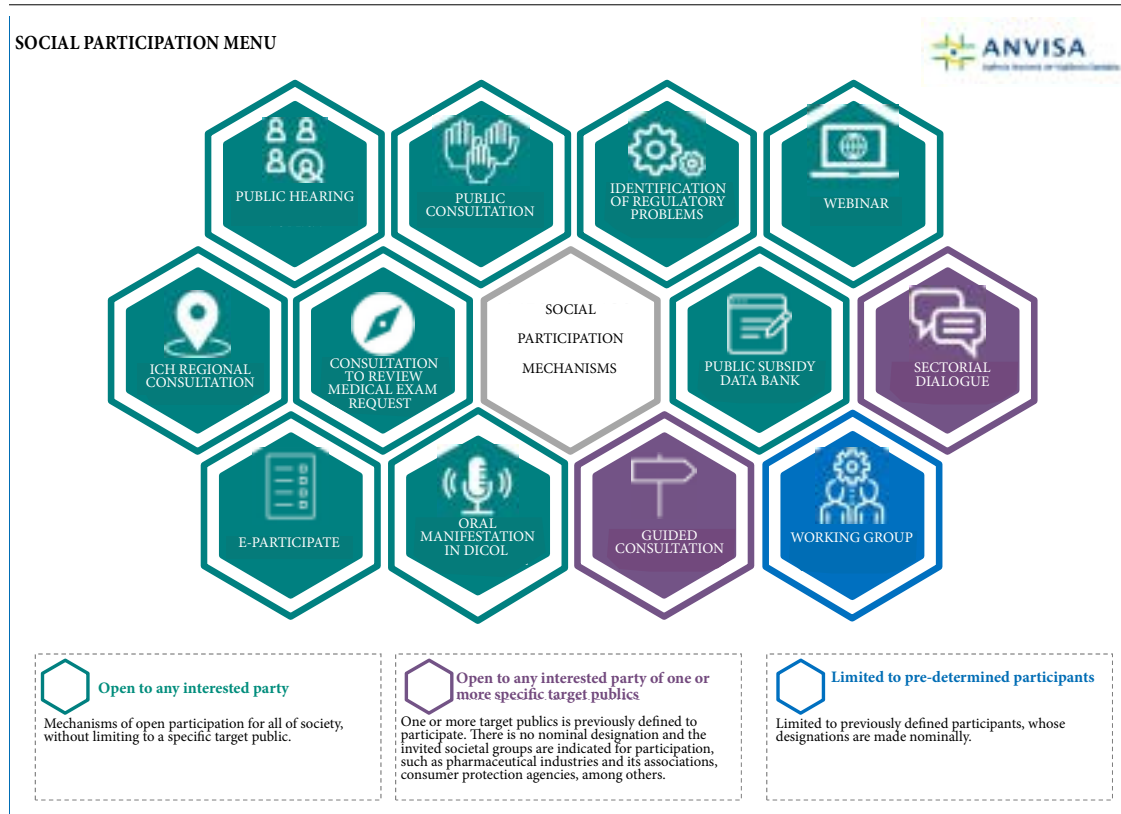 SOCIAL PARTICIPATION MENU
ANVISA
Agência Nacional de Vigilância Sanitária
PUBLIC HEARING
PUBLIC
CONSULTATION
IDENTIFICATION
OF REGULATORY
PROBLEMS
WEBINAR
ICH REGIONAL
CONSULTATION
CONSULTATION
TO REVIEW
MEDICAL EXAM
REQUEST
SOCIAL
PARTICIPATION
MECHANISMS
PUBLIC SUBSIDY
DATA BANK
SECTORIAL
DIALOGUE
E-PARTICIPATE
ORAL
MANIFESTATION
IN DICOL
GUIDED
CONSULTATION
WORKING GROUP
Open to any interested party
Mechanisms of open participation for all of society,
without limiting to a specific target public.
Open to any interested party of one or
more specific target publics
One or more target publics is previously defined to
participate. There is no nominal designation and the
invited societal groups are indicated for participation,
such as pharmaceutical industries and its associations,
consumer protection agencies, among others.
Limited to pre-determined participants
Limited to previously defined participants, whose
designations are made nominally.